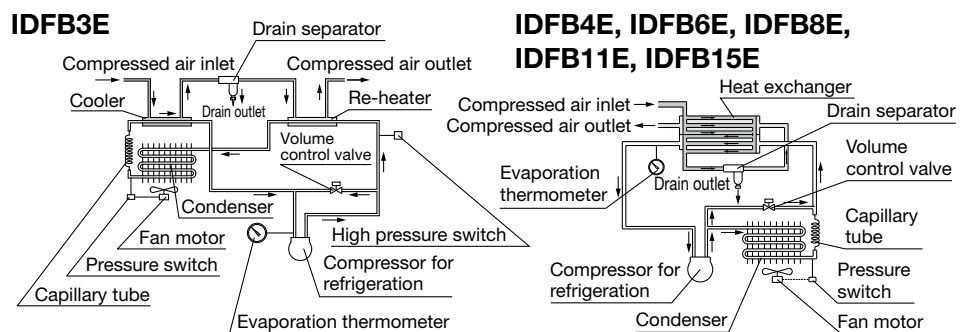 IDFB3E
Drain separator
Compressed air inlet
Compressed air outlet
Cooler
Drain outlet
Re-heater
Volume
control valve
Condenser
Fan motor
High pressure switch
Pressure switch
Compressor for
refrigeration
Capillary tube
Evaporation thermometer
IDFB4E, IDFB6E, IDFB8E,
IDFB11E, IDFB15E
Heat exchanger
Compressed air inlet
Drain separator
Compressed air outlet
Volume
control valve
Evaporation
thermometer
Drain outlet
Capillary
tube
Compressor for
refrigeration
Pressure
switch
Condenser
Fan motor